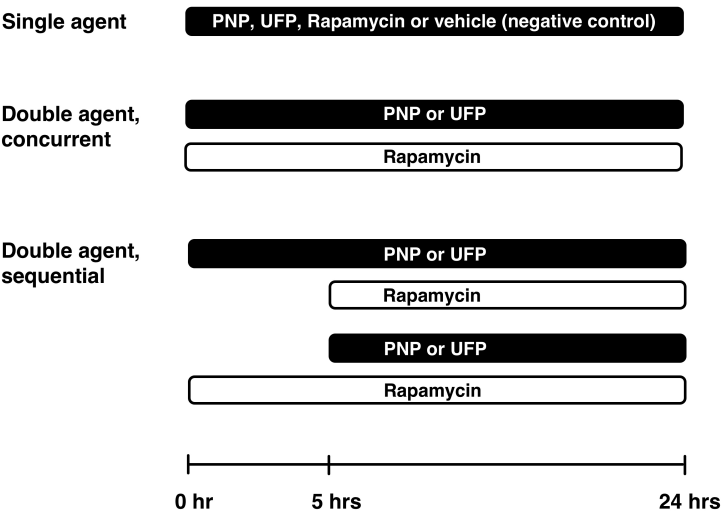 Single agent
PNP, UFP, Rapamycin or vehicle (negative control)
Double agent,
concurrent
PNP or UFP
Rapamycin
Double agent,
sequential
PNP or UFP
Rapamycin
PNP or UFP
Rapamycin
0 hr
5 hrs
24 hrs